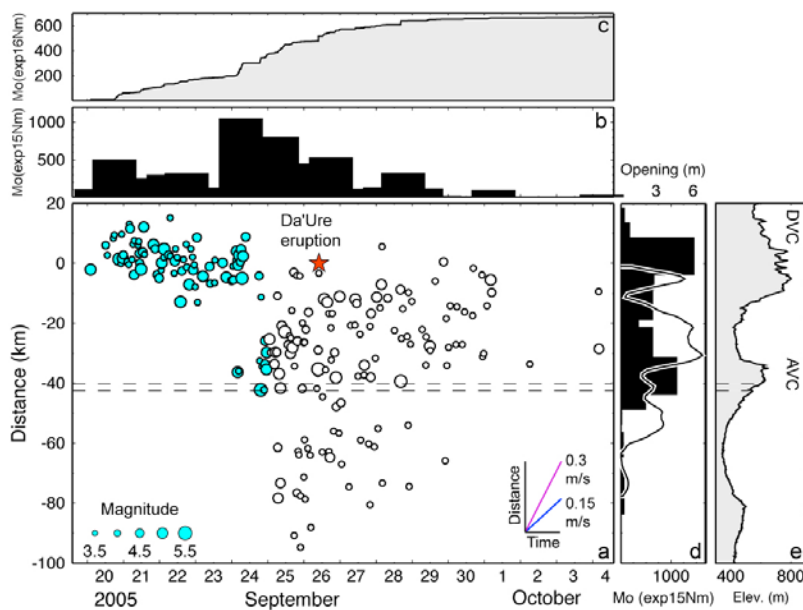 Mo(exp16Nm)
600
400
200
c
Mo(exp15Nm)
1000
500
b
Opening (m)
3 6
Distance (km)
20
0
-20
-40
-60
-80
-100
Da'Ure
eruption
Magnitude
3.5 4.5 5.5
Distance
Time
0.3
m/s
0.15
m/s
a
20 21 22 23 24 25 26 27 28 29 30 1 2 3 4
2005 September October
d
1000
Mo (exp15Nm)
DVC
AVC
e
400 800
Elev. (m)